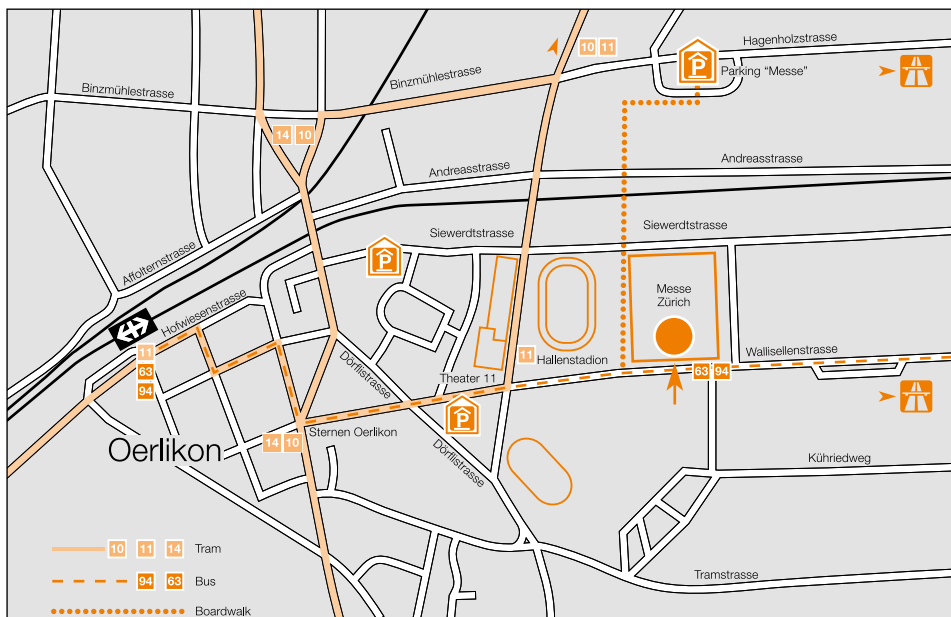 10 11
Hagenholzstrasse
P
Parking "Messe"
Binzmühlestrasse
Binzmühlestrasse
14 10
Andreasstrasse
Andreasstrasse
Siewerdtstrasse
Siewerdtstrasse
P
Affolternstrasse
Hofwiesenstrasse
Messe
Zürich
11
63
94
Dörflistrasse
11
Hallenstadion
Wallisellenstrasse
Theater 11
63 94
P
14 10
Sternen Oerlikon
Oerlikon
Dörflistrasse
Kühriedweg
10 11 14 Tram
94 63 Bus
Boardwalk
Tramstrasse